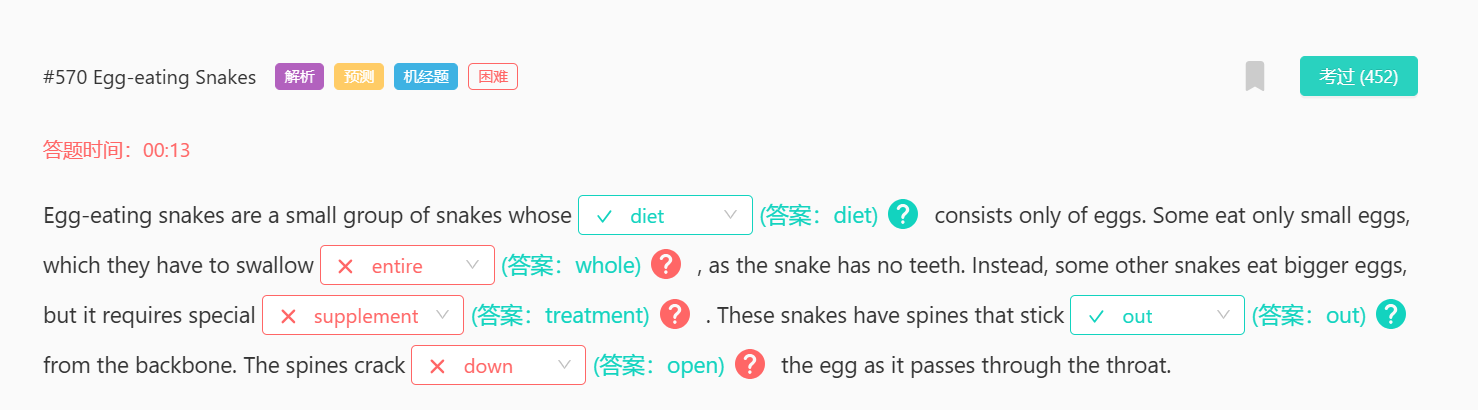 #570 Egg-eating Snakes 解析 预测 机经题 困难 考过 (452)
答题时间：00:13
Egg-eating snakes are a small group of snakes whose diet (答案：diet) ? consists only of eggs. Some eat only small eggs,
which they have to swallow entire (答案：whole) ? , as the snake has no teeth. Instead, some other snakes eat bigger eggs,
but it requires special supplement (答案：treatment) ? . These snakes have spines that stick out (答案：out) ?
from the backbone. The spines crack down (答案：open) ? the egg as it passes through the throat.